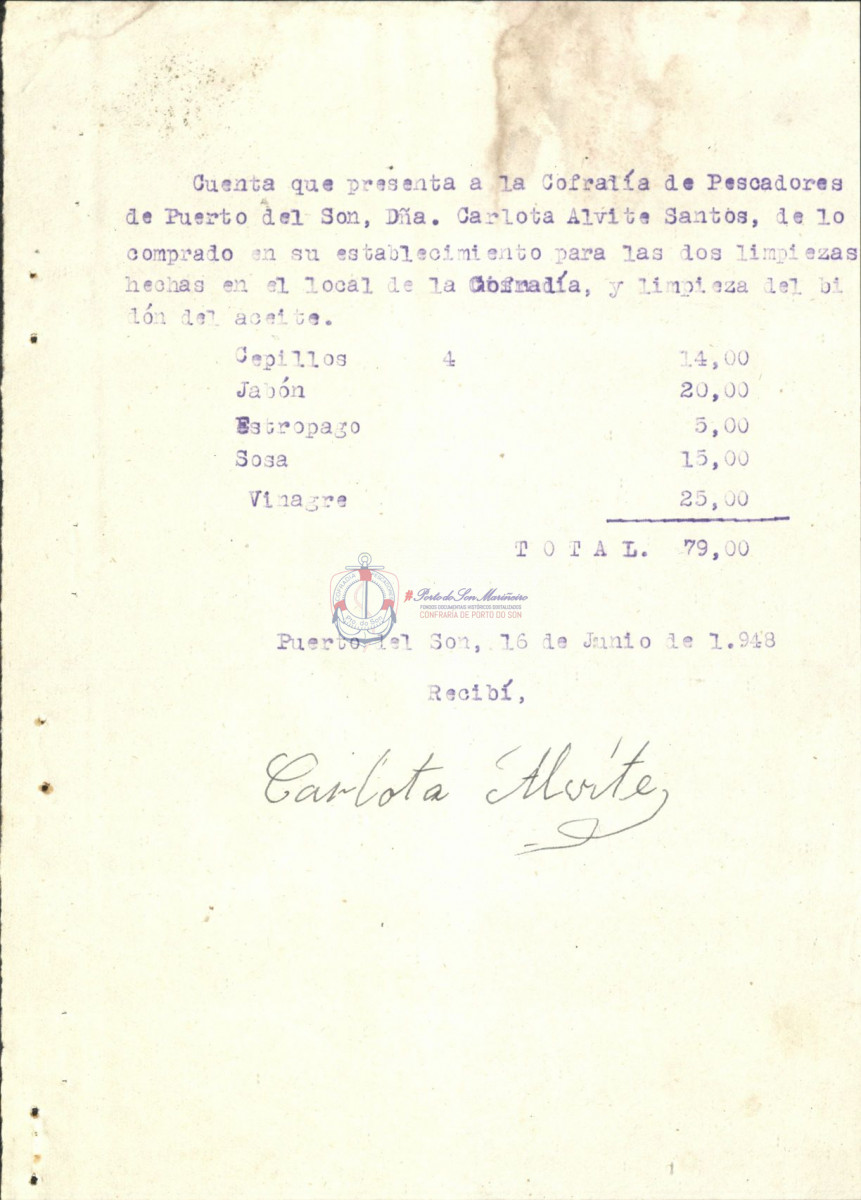 Cuenta que presenta a la Cofradía de Pescadores
de Puerto del Son, Dña. Carlota Alvite Santos, de lo
comprado en su establecimiento para las dos limpiezas
hechas en el local de la Cofradía, y limpieza del bi
dón del aceite.
Cepillos 4 14,00
Jabón 20,00
Estropago 5,00
Sosa 15,00
Vinagre 25,00
T O T A L. 79,00
#Porto do Son Mariñeiro
FONDOS DOCUMENTAIS HISTÓRICOS DIXITALIZADOS
CONFRARÍA DE PORTO DO SON
Puerto del Son, 16 de Junio de 1.948
Recibí,
Carlota Alvite